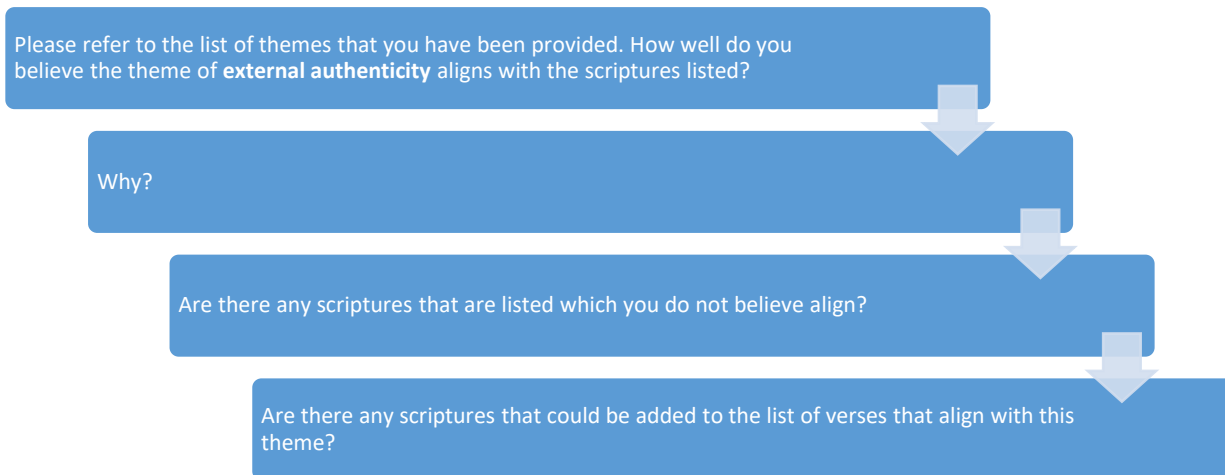 Please refer to the list of themes that you have been provided. How well do you
believe the theme of external authenticity aligns with the scriptures listed?
Why?
Are there any scriptures that are listed which you do not believe align?
Are there any scriptures that could be added to the list of verses that align with this
theme?